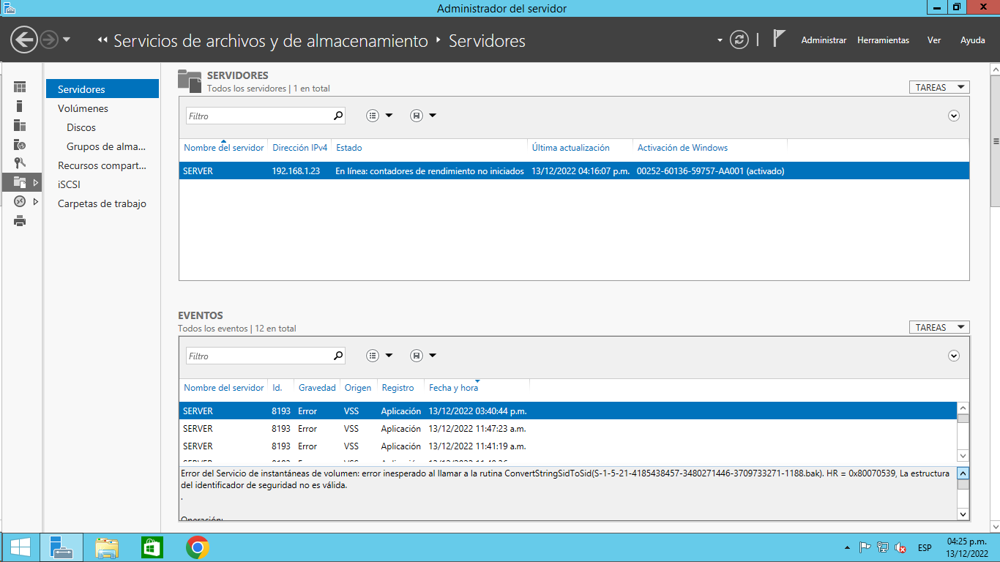 Administrador del servidor
Servicios de archivos y de almacenamiento Servidores
Administrar Herramientas Ver Ayuda
Servidores
Volúmenes
Discos
Grupos de alma...
Recursos compart...
iSCSI
Carpetas de trabajo
SERVIDORES
Todos los servidores | 1 en total
TAREAS
Filtro
Nombre del servidor Dirección IPv4 Estado Última actualización Activación de Windows
SERVER 192.168.1.23 En línea: contadores de rendimiento no iniciados 13/12/2022 04:16:07 p.m. 00252-60136-59757-AA001 (activado)
EVENTOS
Todos los eventos | 12 en total
TAREAS
Filtro
Nombre del servidor Id. Gravedad Origen Registro Fecha y hora
SERVER 8193 Error VSS Aplicación 13/12/2022 03:40:44 p.m.
SERVER 8193 Error VSS Aplicación 13/12/2022 11:47:23 a.m.
SERVER 8193 Error VSS Aplicación 13/12/2022 11:41:19 a.m.
Error del Servicio de instantáneas de volumen: error inesperado al llamar a la rutina ConvertStringSidToSid(S-1-5-21-4185438457-3480271446-3709733271-1188.bak). HR = 0x80070539, La estructura
del identificador de seguridad no es válida.
.
Operación:
ESP
04:25 p.m.
13/12/2022